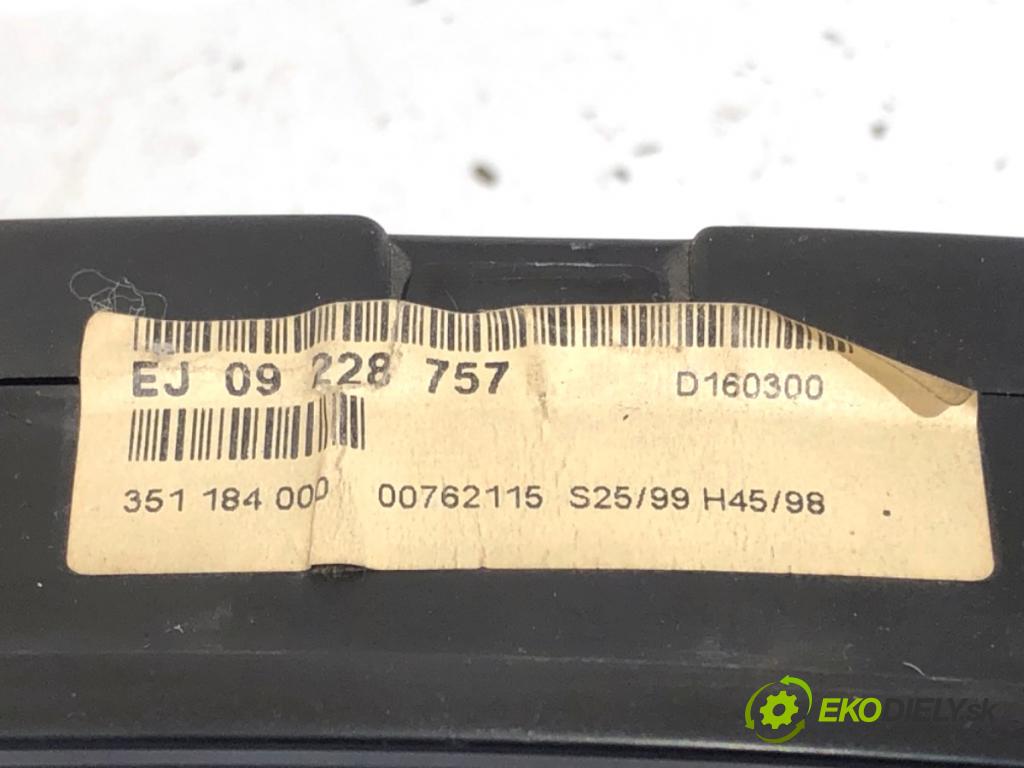 EJ 09 228 757 D160300
351 184 000 00762115 S25/99 H45/98 .
EKODIELY.sk